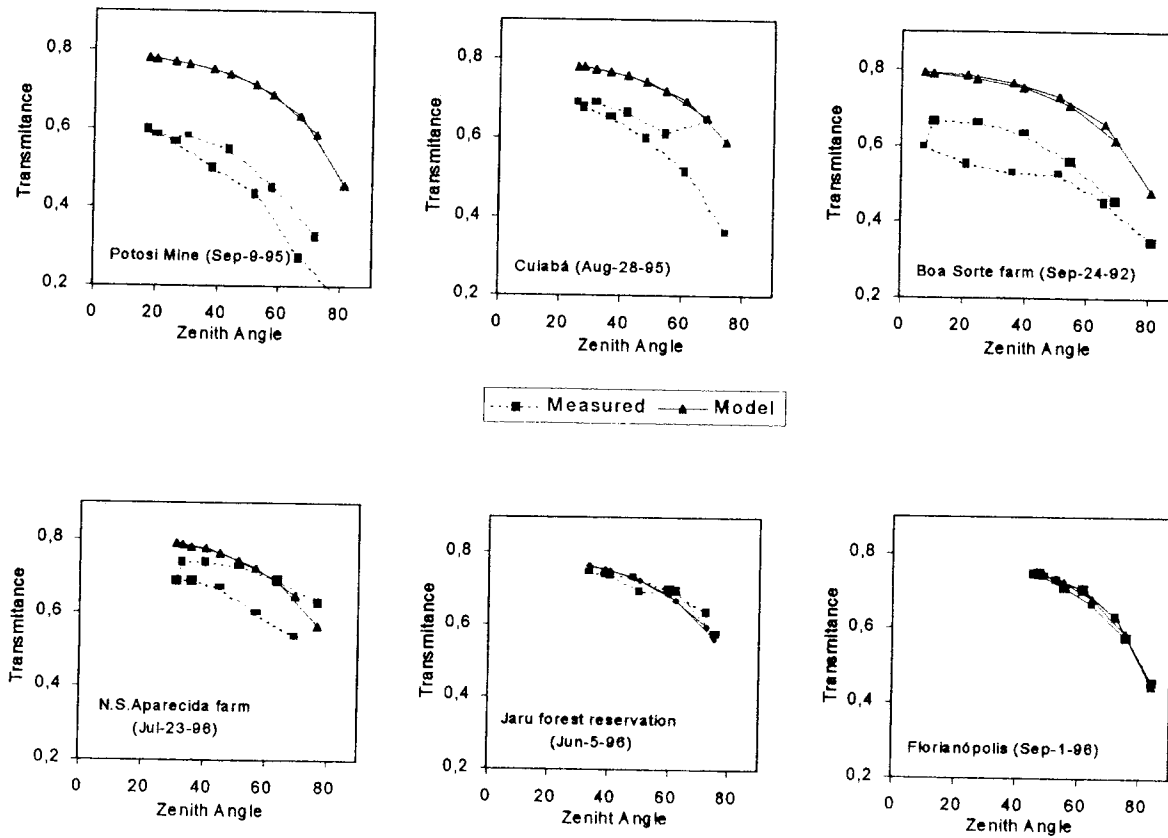 0,8
0,6
0,4
0,2
Transmitance
Potosi Mine (Sep-9-95)
0 20 40 60 80
Zenith Angle
0,8
0,6
0,4
0,2
Transmitance
Cuiabá (Aug-28-95)
0 20 40 60 80
Zenith Angle
0,8
0,6
0,4
0,2
Transmitance
Boa Sorte farm (Sep-24-92)
0 20 40 60 80
Zenith Angle
Measured Model
0,8
0,6
0,4
0,2
Transmitance
N.S.Aparecida farm
(Jul-23-96)
0 20 40 60 80
Zenith Angle
0,8
0,6
0,4
0,2
Transmitance
Jaru forest reservation
(Jun-5-96)
0 20 40 60 80
Zeniht Angle
0,8
0,6
0,4
0,2
Transmitance
Florianópolis (Sep-1-96)
0 20 40 60 80
Zenith Angle